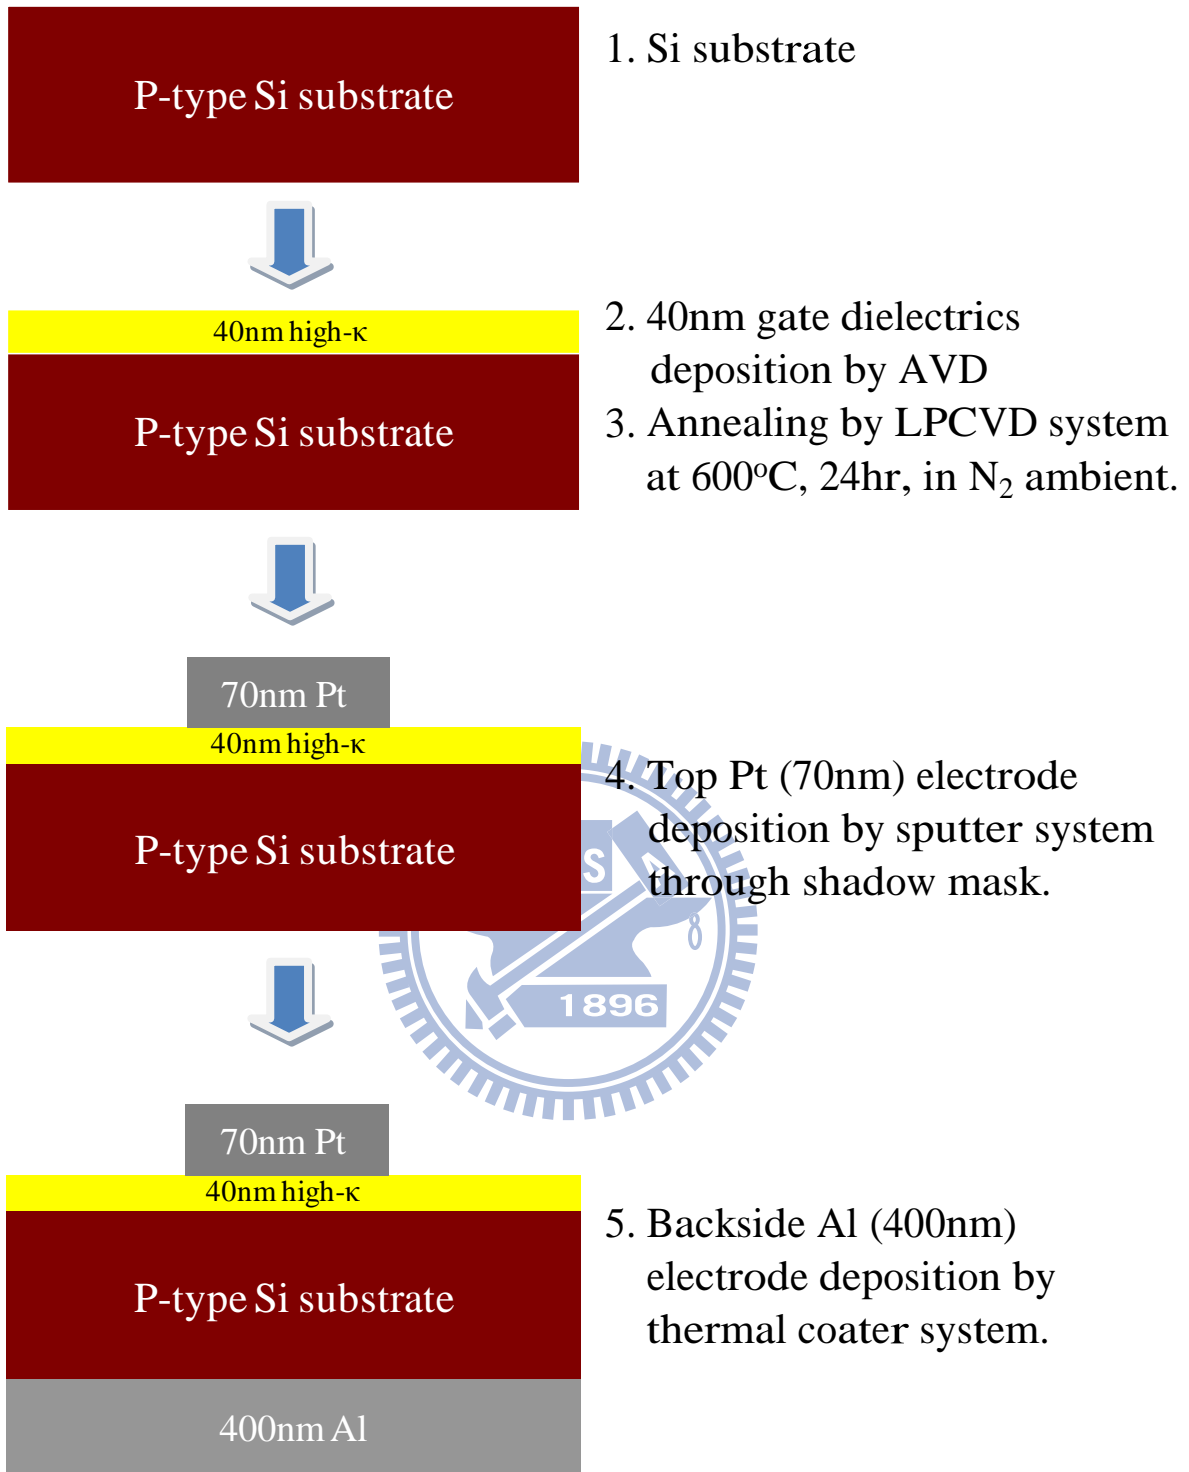 P-type Si substrate
1. Si substrate
40nm high-κ
P-type Si substrate
2. 40nm gate dielectrics
deposition by AVD
3. Annealing by LPCVD system
at 600°C, 24hr, in N₂ ambient.
70nm Pt
40nm high-κ
P-type Si substrate
4. Top Pt (70nm) electrode
deposition by sputter system
through shadow mask.
S A
8
1896
70nm Pt
40nm high-κ
P-type Si substrate
400nm Al
5. Backside Al (400nm)
electrode deposition by
thermal coater system.